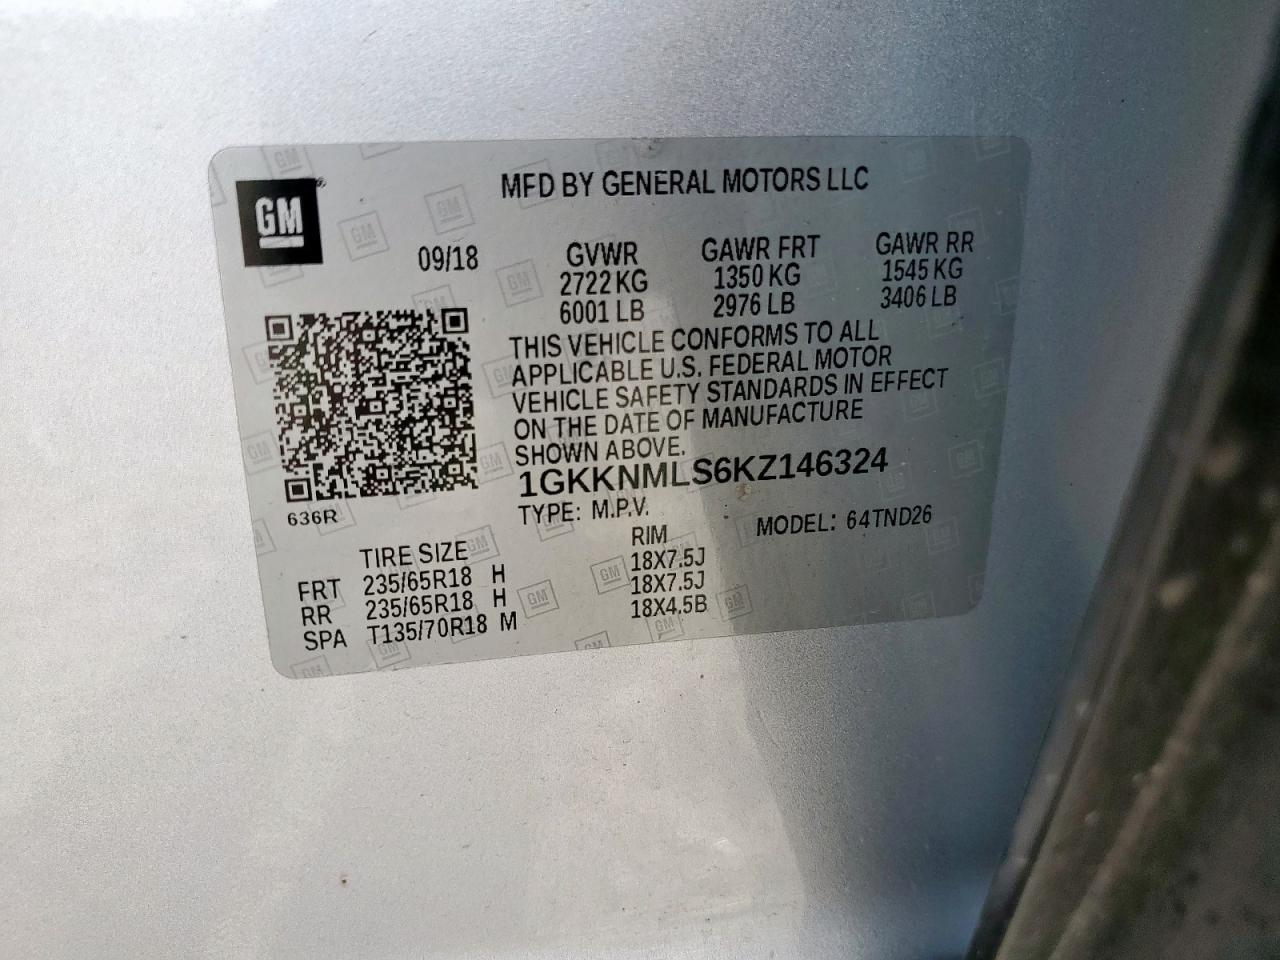 GM
MFD BY GENERAL MOTORS LLC
09/18
GVWR GAWR FRT GAWR RR
2722 KG 1350 KG 1545 KG
6001 LB 2976 LB 3406 LB
THIS VEHICLE CONFORMS TO ALL
APPLICABLE U.S. FEDERAL MOTOR
VEHICLE SAFETY STANDARDS IN EFFECT
ON THE DATE OF MANUFACTURE
SHOWN ABOVE.
1GKKNMLS6KZ146324
636R
TYPE: M.P.V. MODEL: 64TND26
TIRE SIZE RIM
FRT 235/65R18 H 18X7.5J
RR 235/65R18 H 18X7.5J
SPA T135/70R18 M 18X4.5B